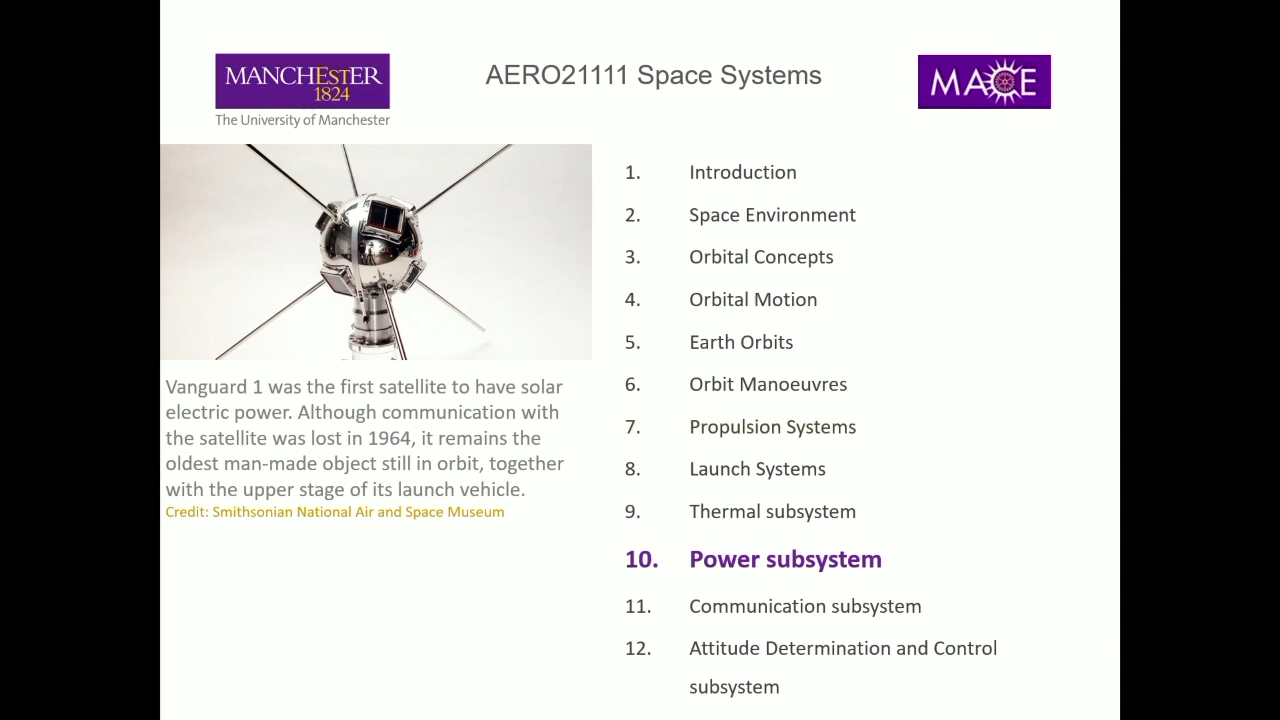 MANCHEsTER
1824
The University of Manchester
AERO21111 Space Systems
MACE
Vanguard 1 was the first satellite to have solar
electric power. Although communication with
the satellite was lost in 1964, it remains the
oldest man-made object still in orbit, together
with the upper stage of its launch vehicle.
Credit: Smithsonian National Air and Space Museum
1. Introduction
2. Space Environment
3. Orbital Concepts
4. Orbital Motion
5. Earth Orbits
6. Orbit Manoeuvres
7. Propulsion Systems
8. Launch Systems
9. Thermal subsystem
10. Power subsystem
11. Communication subsystem
12. Attitude Determination and Control
subsystem